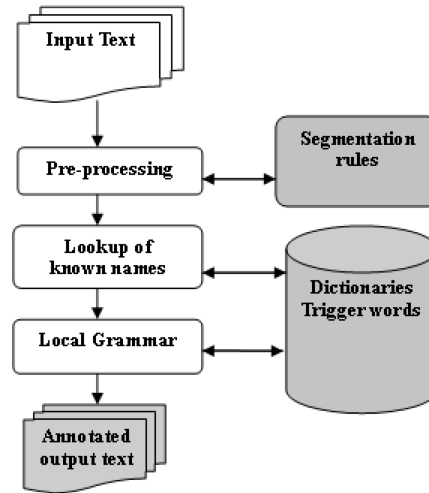 Input Text
Pre-processing
Segmentation
rules
Lookup of
known names
Dictionaries
Trigger words
Local Grammar
Annotated
output text